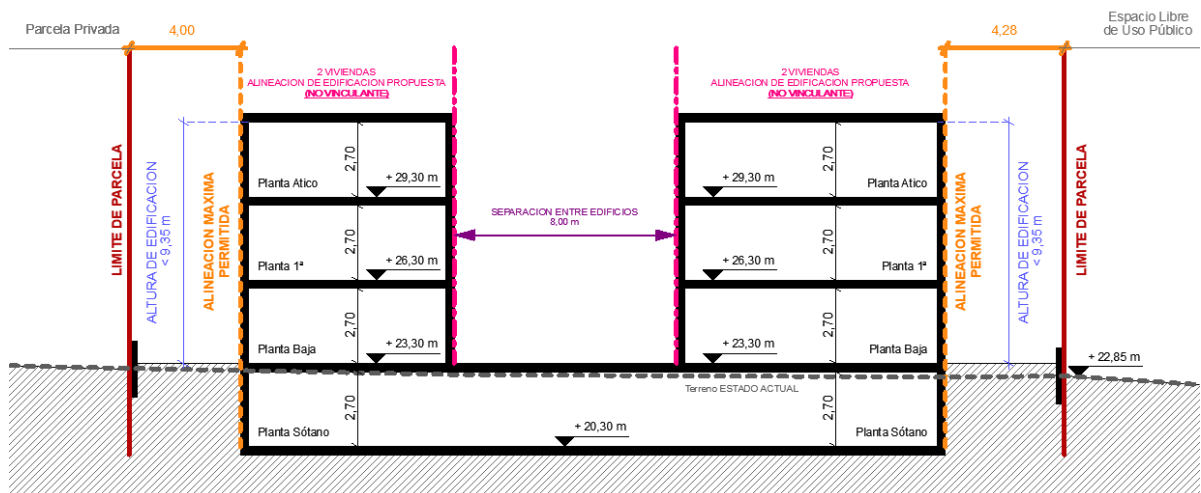 Parcela Privada
4,00
4,28
Espacio Libre
de Uso Público
2 VIVIENDAS
ALINEACION DE EDIFICACION PROPUESTA
(NO VINCULANTE)
2 VIVIENDAS
ALINEACION DE EDIFICACION PROPUESTA
(NO VINCULANTE)
LIMITE DE PARCELA
ALTURA DE EDIFICACION
< 9,35 m
ALINEACION MAXIMA
PERMITIDA
2,70
Planta Atico
+ 29,30 m
+ 29,30 m
2,70
Planta Atico
SEPARACION ENTRE EDIFICIOS
8,00 m
2,70
Planta 1ª
+ 26,30 m
+ 26,30 m
2,70
Planta 1ª
2,70
Planta Baja
+ 23,30 m
+ 23,30 m
2,70
Planta Baja
ALINEACION MAXIMA
PERMITIDA
ALTURA DE EDIFICACION
< 9,35 m
LIMITE DE PARCELA
+ 22,85 m
Terreno ESTADO ACTUAL
2,70
Planta Sótano
+ 20,30 m
2,70
Planta Sótano